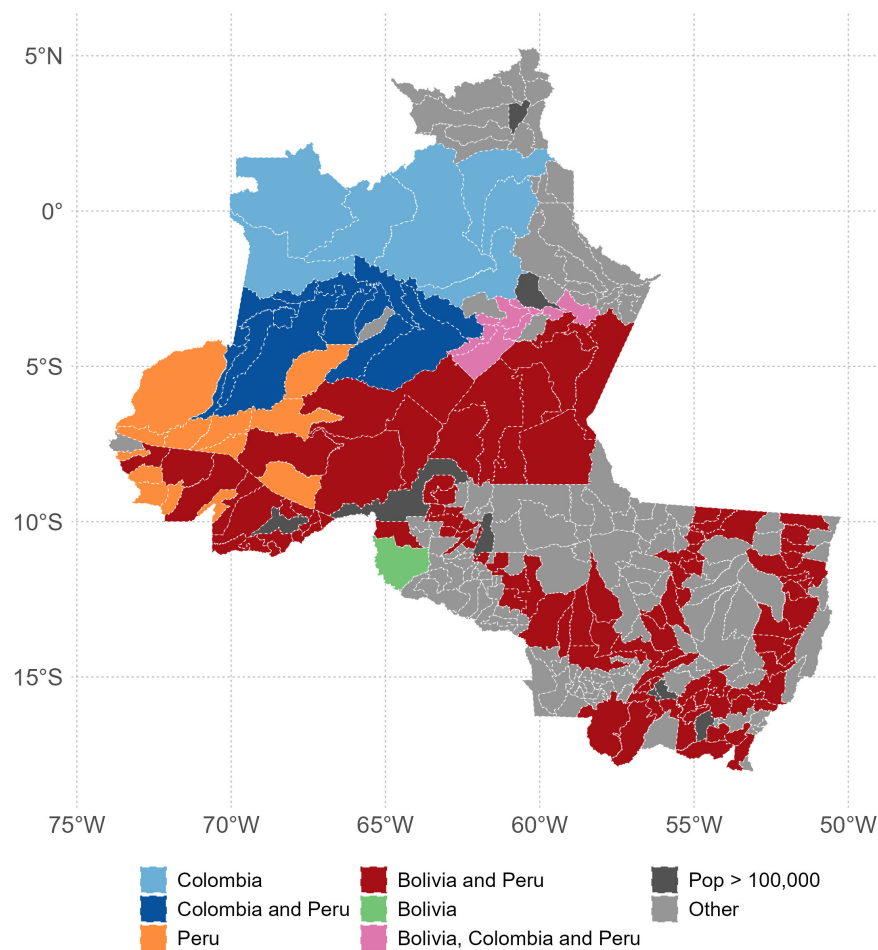 5°N
0°
5°S
10°S
15°S
75°W 70°W 65°W 60°W 55°W 50°W
Colombia Bolivia and Peru Pop > 100,000
Colombia and Peru Bolivia Other
Peru Bolivia, Colombia and Peru